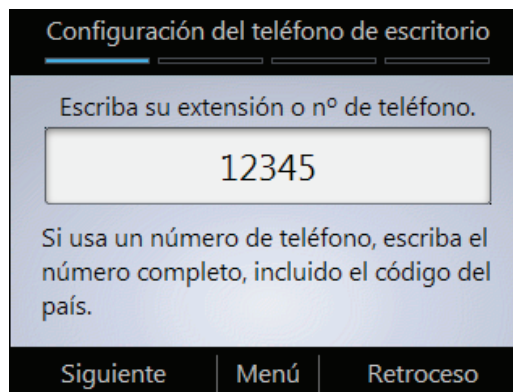 Configuración del teléfono de escritorio
Escriba su extensión o nº de teléfono.
12345
Si usa un número de teléfono, escriba el
número completo, incluido el código del
país.
Siguiente Menú Retroceso